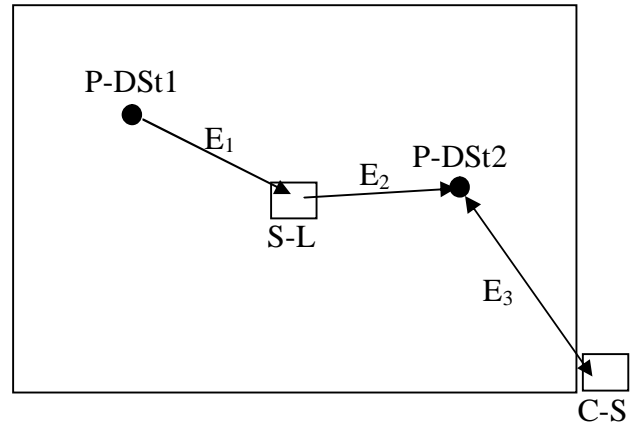 P-DSt1
E₁
P-DSt2
E₂
S-L
E₃
C-S